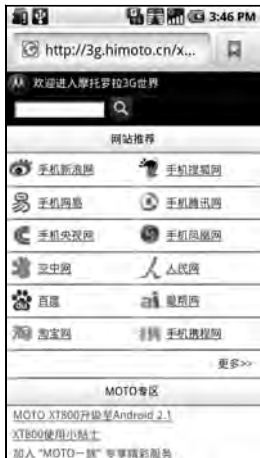 3:46 PM
http://3g.himoto.cn/x...
欢迎进入摩托罗拉3G世界
网站推荐
手机新浪网 手机搜狐网
手机网易 手机腾讯网
手机央视网 手机凤凰网
空中网 人民网
百度 ai 星期网
淘宝网 手机携程网
更多>>
MOTO专区
MOTO XT800升级至Android 2.1
XT800使用小贴士
加入 "MOTO一族" 专享精彩服务